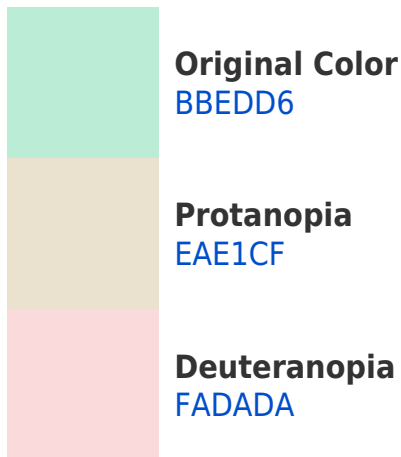 Original Color
BBEDD6
Protanopia
EAE1CF
Deuteranopia
FADADA